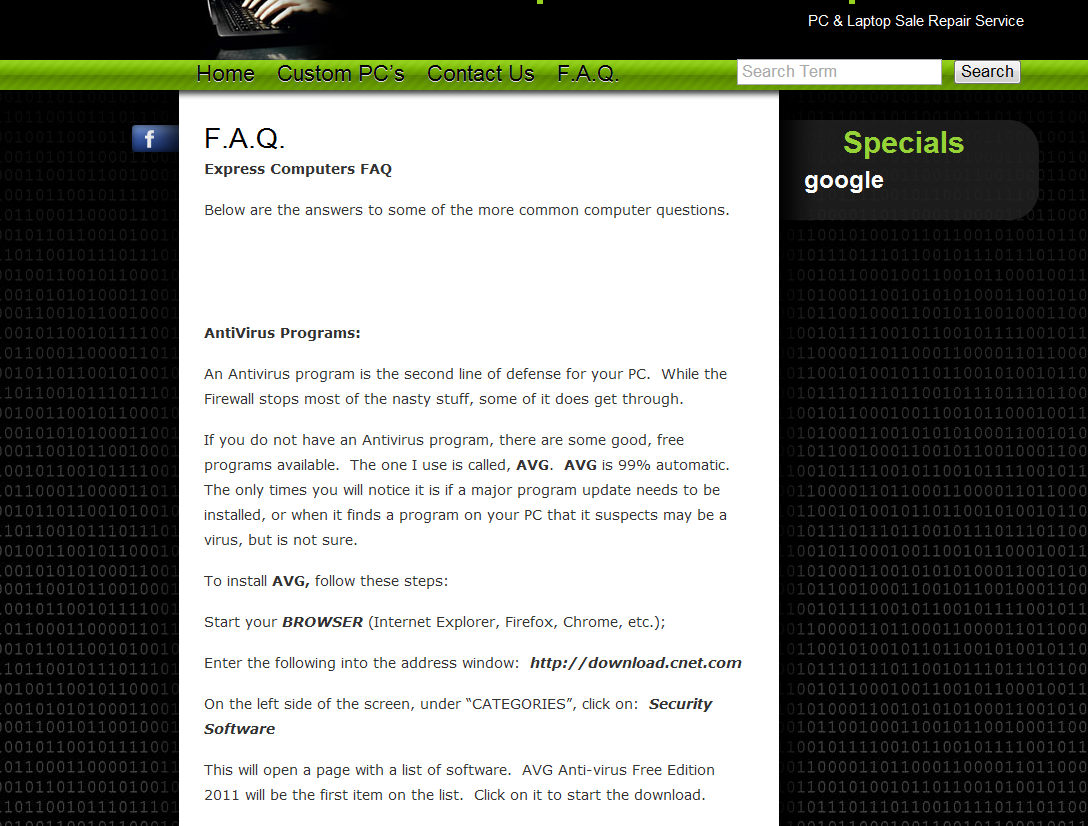 PC & Laptop Sale Repair Service
Home Custom PC’s Contact Us F.A.Q.
Search Term Search
f
F.A.Q.
Express Computers FAQ
Below are the answers to some of the more common computer questions.
AntiVirus Programs:
An Antivirus program is the second line of defense for your PC. While the
Firewall stops most of the nasty stuff, some of it does get through.
If you do not have an Antivirus program, there are some good, free
programs available. The one I use is called, AVG. AVG is 99% automatic.
The only times you will notice it is if a major program update needs to be
installed, or when it finds a program on your PC that it suspects may be a
virus, but is not sure.
To install AVG, follow these steps:
Start your BROWSER (Internet Explorer, Firefox, Chrome, etc.);
Enter the following into the address window: http://download.cnet.com
On the left side of the screen, under “CATEGORIES”, click on: Security
Software
This will open a page with a list of software. AVG Anti-virus Free Edition
2011 will be the first item on the list. Click on it to start the download.
Specials
google